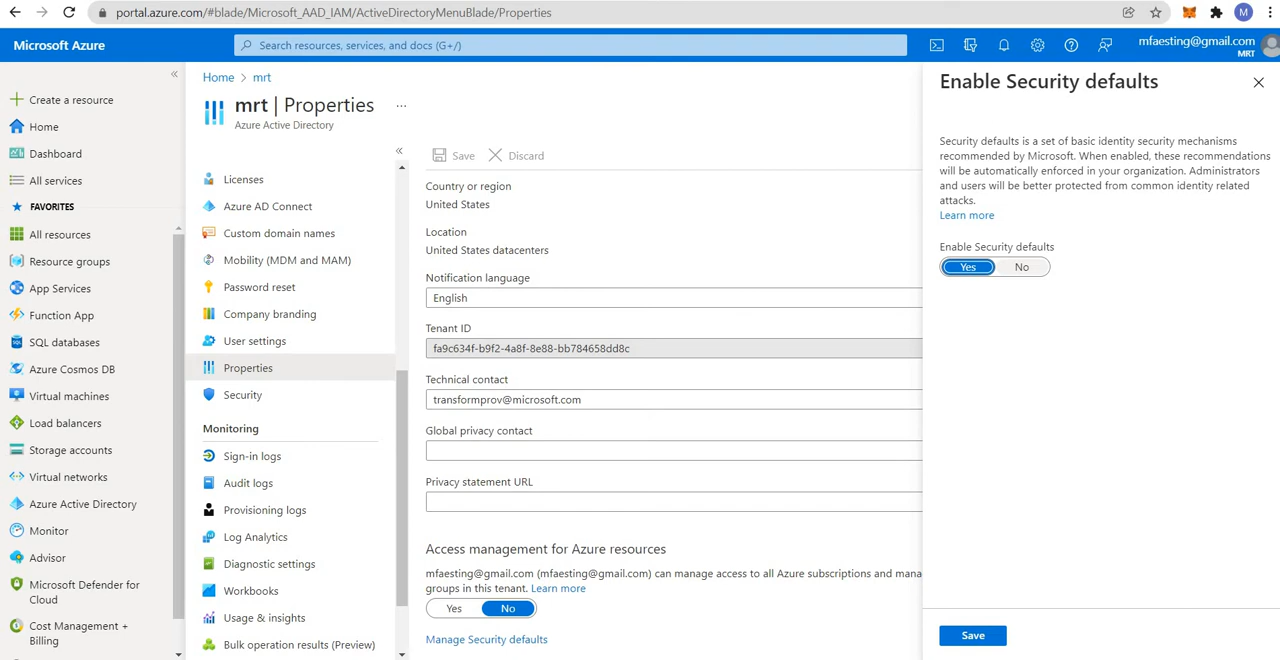 portal.azure.com/#blade/Microsoft_AAD_IAM/ActiveDirectoryMenuBlade/Properties
M
Microsoft Azure
Search resources, services, and docs (G+/)
mfaesting@gmail.com
MRT
Create a resource
Home
Dashboard
All services
FAVORITES
All resources
Resource groups
App Services
Function App
SQL databases
Azure Cosmos DB
Virtual machines
Load balancers
Storage accounts
Virtual networks
Azure Active Directory
Monitor
Advisor
Microsoft Defender for
Cloud
Cost Management +
Billing
Home > mrt
mrt | Properties
Azure Active Directory
Licenses
Azure AD Connect
Custom domain names
Mobility (MDM and MAM)
Password reset
Company branding
User settings
Properties
Security
Monitoring
Sign-in logs
Audit logs
Provisioning logs
Log Analytics
Diagnostic settings
Workbooks
Usage & insights
Bulk operation results (Preview)
Save
Discard
Country or region
United States
Location
United States datacenters
Notification language
English
Tenant ID
fa9c634f-b9f2-4a8f-8e88-bb784658dd8c
Technical contact
transformprov@microsoft.com
Global privacy contact
Privacy statement URL
Access management for Azure resources
mfaesting@gmail.com (mfaesting@gmail.com) can manage access to all Azure subscriptions and mana
groups in this tenant. Learn more
Yes No
Manage Security defaults
Enable Security defaults
Security defaults is a set of basic identity security mechanisms
recommended by Microsoft. When enabled, these recommendations
will be automatically enforced in your organization. Administrators
and users will be better protected from common identity related
attacks.
Learn more
Enable Security defaults
Yes No
Save